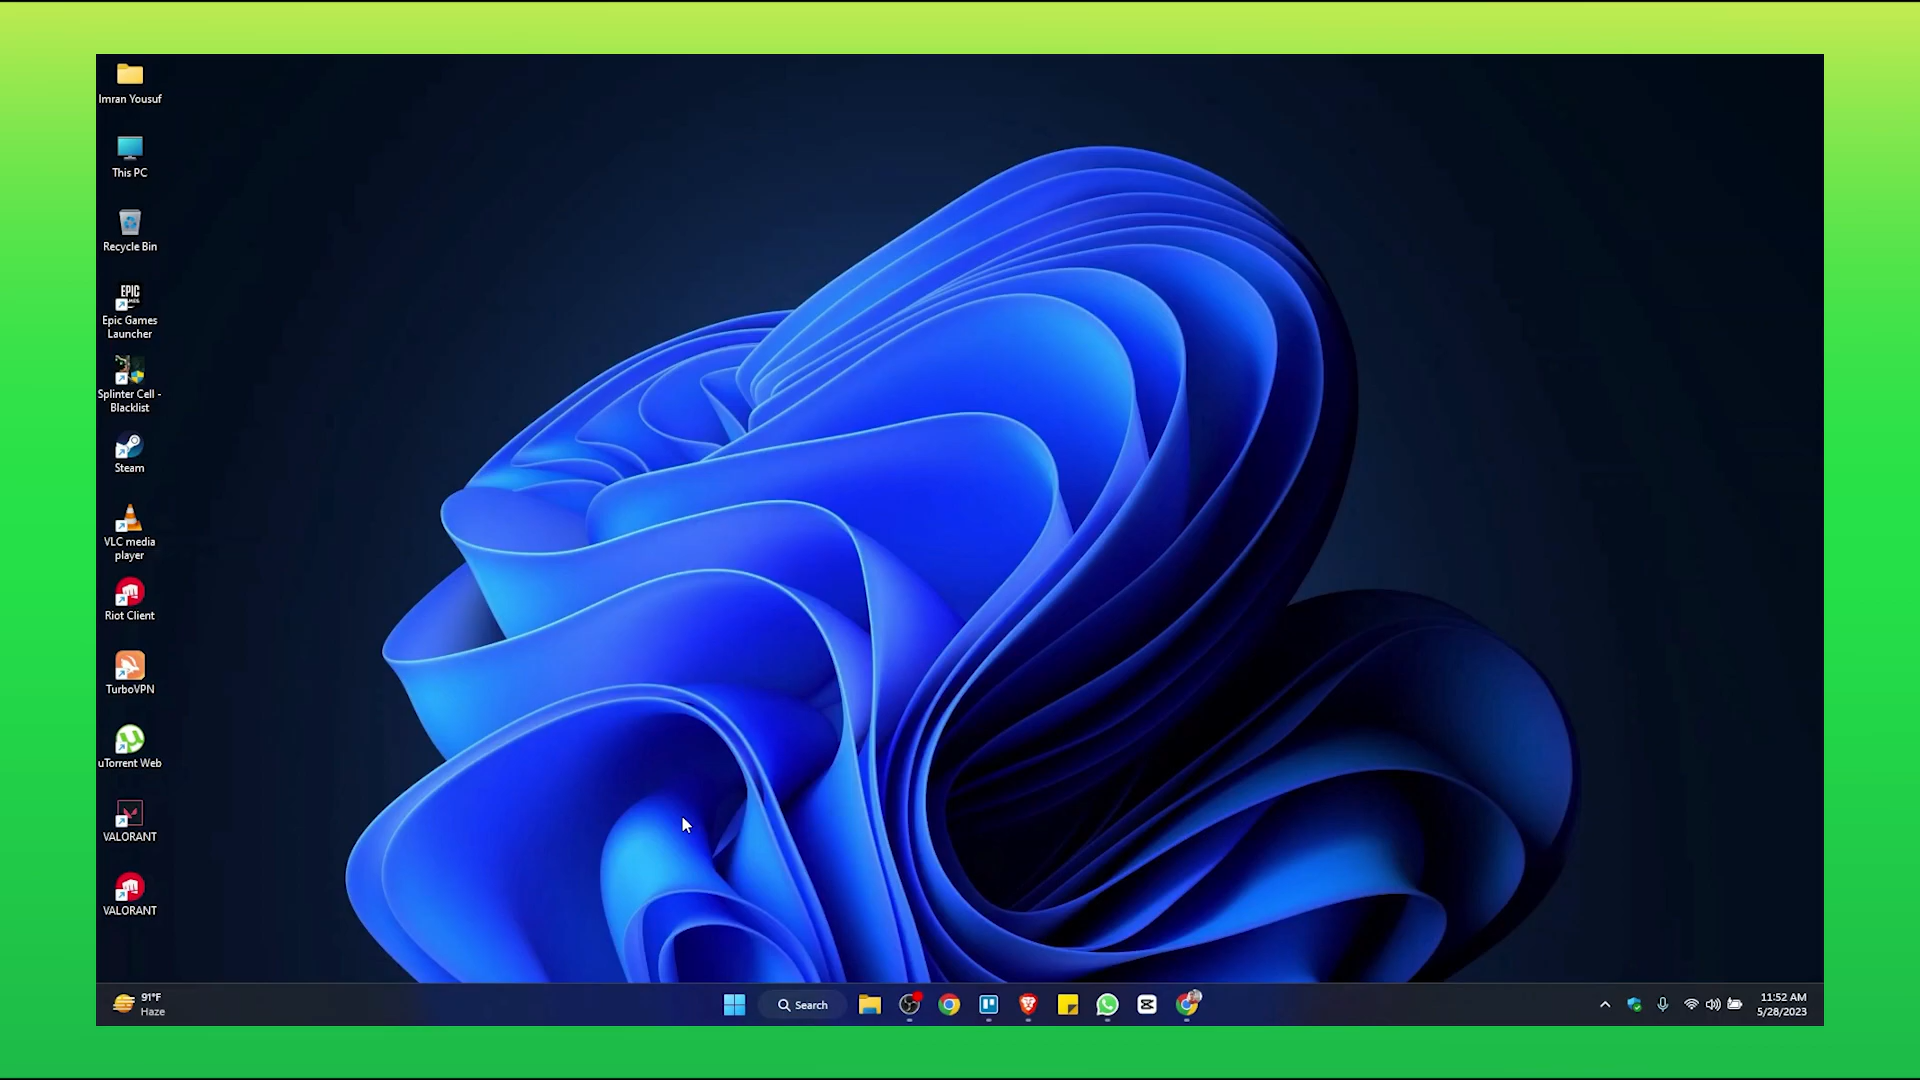 Imran Yousuf
This PC
Recycle Bin
EPIC
Epic Games
Launcher
Splinter Cell -
Blacklist
Steam
VLC media
player
Riot Client
TurboVPN
uTorrent Web
VALORANT
VALORANT
91°F
Haze
Search
11:52 AM
5/28/2023